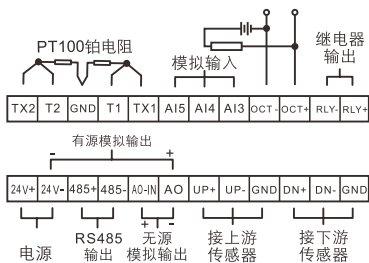 PT100铂电阻
模拟输入
继电器
输出
TX2 T2 GND T1 TX1 AI5 AI4 AI3 OCT- OCT+ RLY- RLY+
有源模拟输出
- +
24V+ 24V- 485+ 485- AO-IN AO UP+ UP- GND DN+ DN- GND
+ -
电源
RS485
输出
无源
模拟输出
接上游
传感器
接下游
传感器